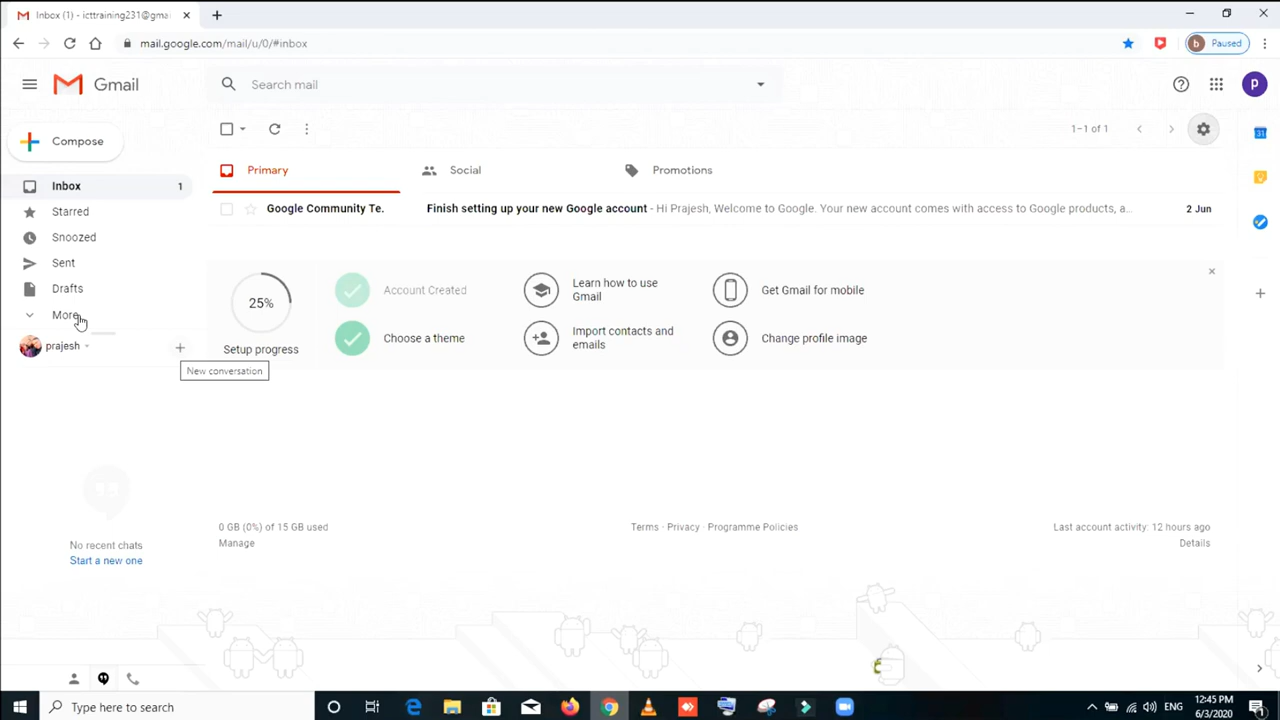 Inbox (1) - icttraining231@gmai
Paused
b
mail.google.com/mail/u/0/#inbox
Gmail
Search mail
P
Compose
1–1 of 1
31
Inbox 1
Primary
Social
Promotions
Starred
Google Community Te.
Finish setting up your new Google account - Hi Prajesh, Welcome to Google. Your new account comes with access to Google products, a...
2 Jun
Snoozed
Sent
Drafts
More
25%
Setup progress
Account Created
Learn how to use
Gmail
Get Gmail for mobile
Choose a theme
Import contacts and
emails
Change profile image
prajesh
New conversation
0 GB (0%) of 15 GB used
Manage
Terms · Privacy · Programme Policies
Last account activity: 12 hours ago
Details
No recent chats
Start a new one
Type here to search
ENG
12:45 PM
6/3/2020
1